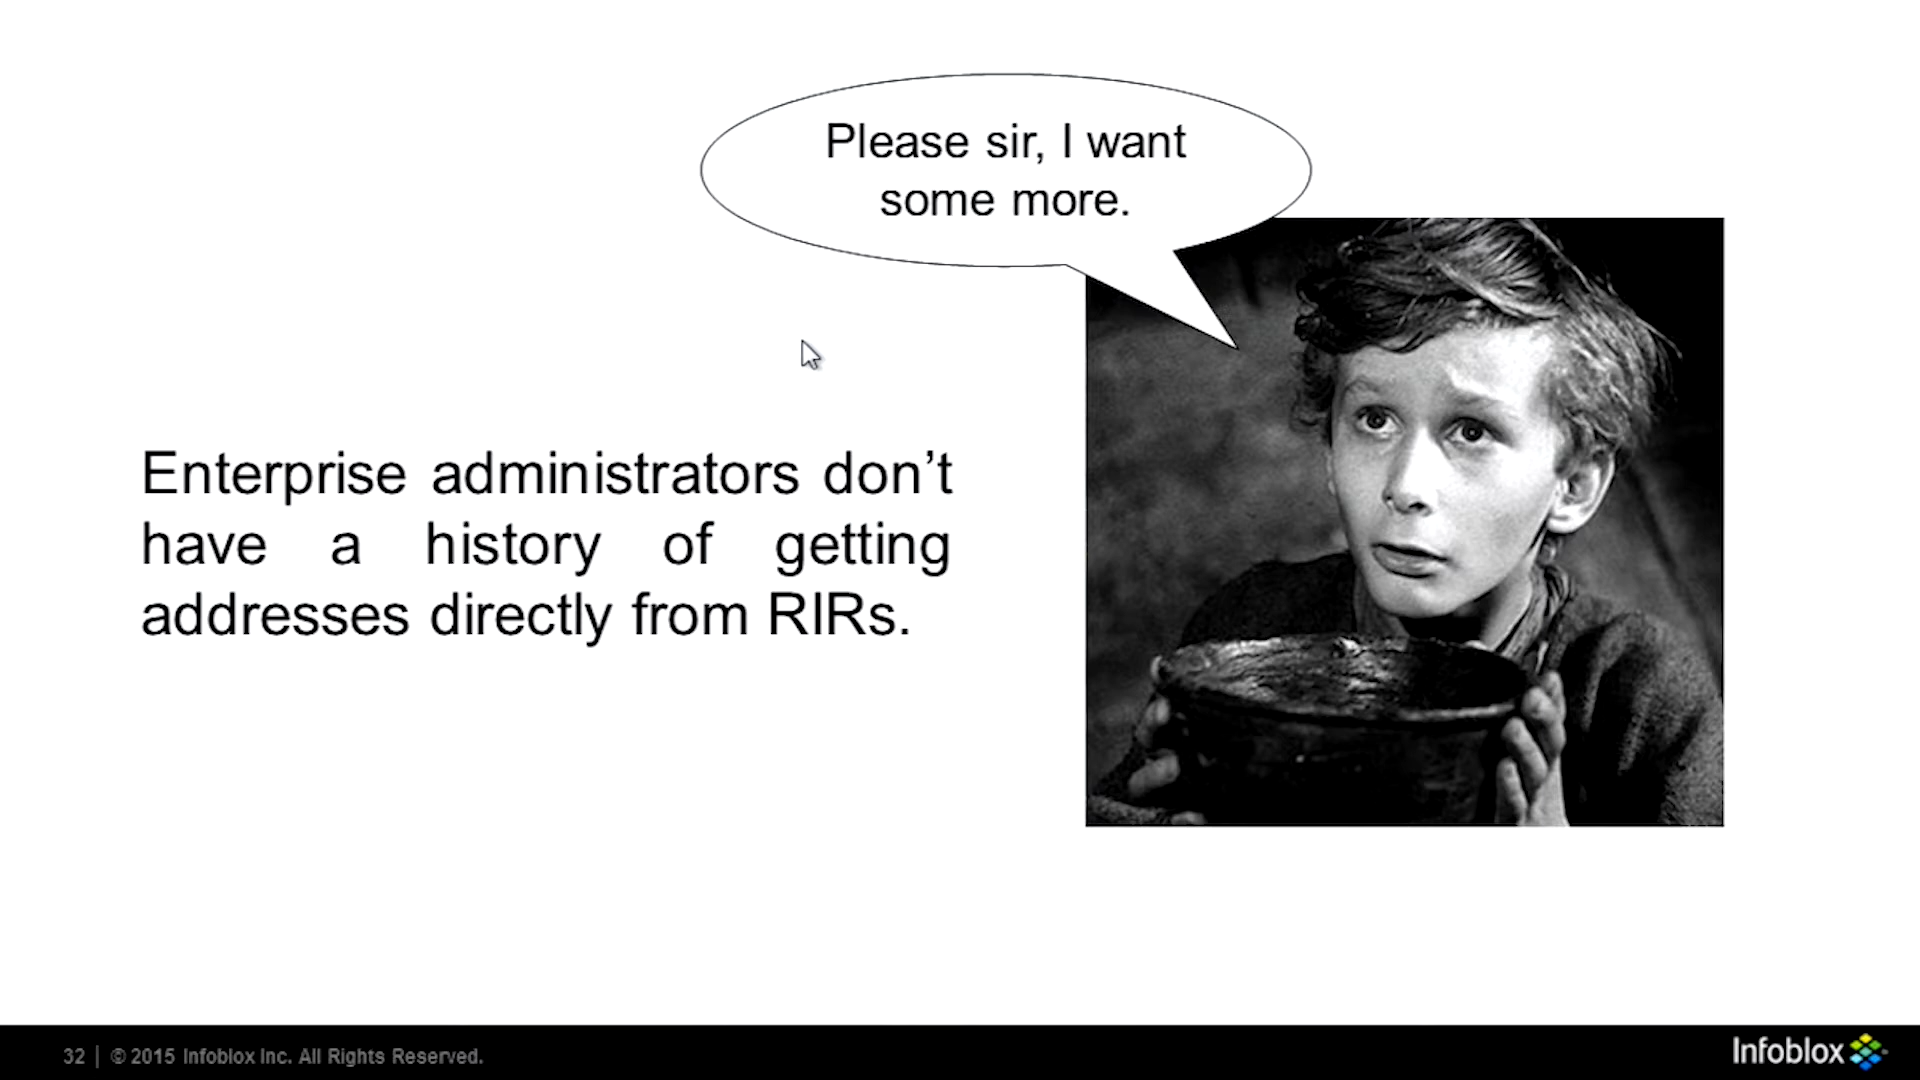 Please sir, I want
some more.
Enterprise administrators don’t
have a history of getting
addresses directly from RIRs.
32 | © 2015 Infoblox Inc. All Rights Reserved.
Infoblox